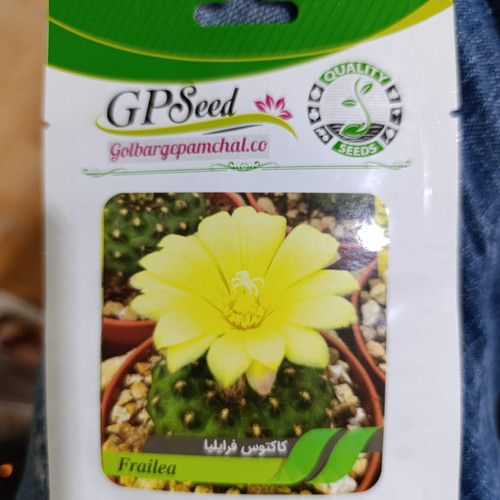 GPSeed
Golbargepamchal.co
QUALITY
SEEDS
کاکتوس فرایلیا
Frailea